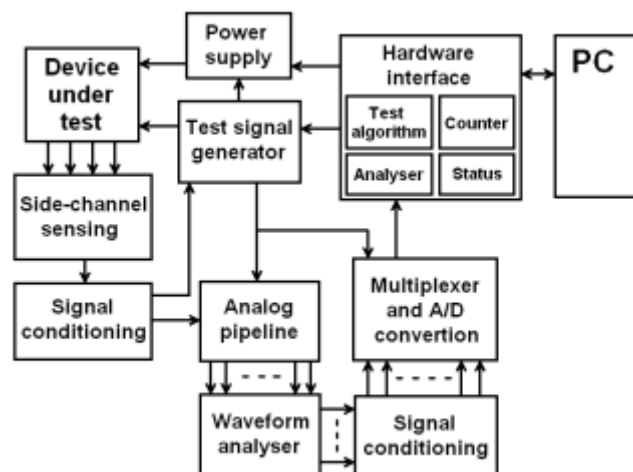 Power
supply
Device
under
test
Hardware
interface
PC
Test
algorithm
Counter
Analyser
Status
Test signal
generator
Side-channel
sensing
Signal
conditioning
Analog
pipeline
Multiplexer
and A/D
convertion
Waveform
analyser
Signal
conditioning